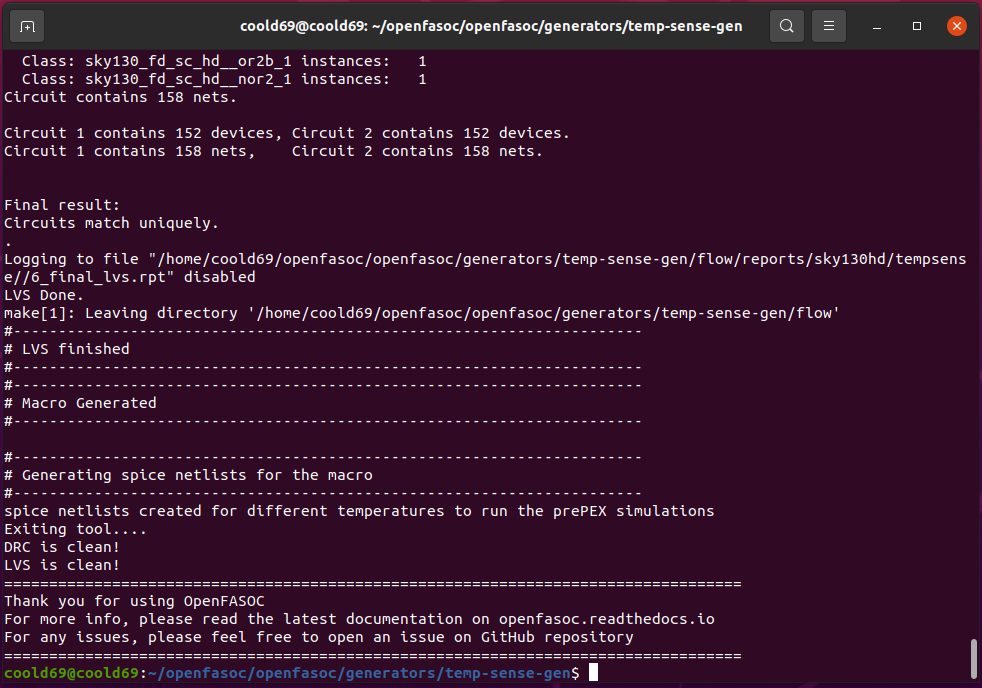 coold69@coold69: ~/openfasoc/openfasoc/generators/temp-sense-gen
  Class: sky130_fd_sc_hd__or2b_1 instances:   1
  Class: sky130_fd_sc_hd__nor2_1 instances:   1
Circuit contains 158 nets.

Circuit 1 contains 152 devices, Circuit 2 contains 152 devices.
Circuit 1 contains 158 nets,    Circuit 2 contains 158 nets.


Final result:
Circuits match uniquely.
.
Logging to file "/home/coold69/openfasoc/openfasoc/generators/temp-sense-gen/flow/reports/sky130hd/tempsens
e//6_final_lvs.rpt" disabled
LVS Done.
make[1]: Leaving directory '/home/coold69/openfasoc/openfasoc/generators/temp-sense-gen/flow'
#----------------------------------------------------------------------
# LVS finished
#----------------------------------------------------------------------
#----------------------------------------------------------------------
# Macro Generated
#----------------------------------------------------------------------

#----------------------------------------------------------------------
# Generating spice netlists for the macro
#----------------------------------------------------------------------
spice netlists created for different temperatures to run the prePEX simulations
Exiting tool....
DRC is clean!
LVS is clean!
==================================================================================
Thank you for using OpenFASOC
For more info, please read the latest documentation on openfasoc.readthedocs.io
For any issues, please feel free to open an issue on GitHub repository
==================================================================================
coold69@coold69:~/openfasoc/openfasoc/generators/temp-sense-gen$